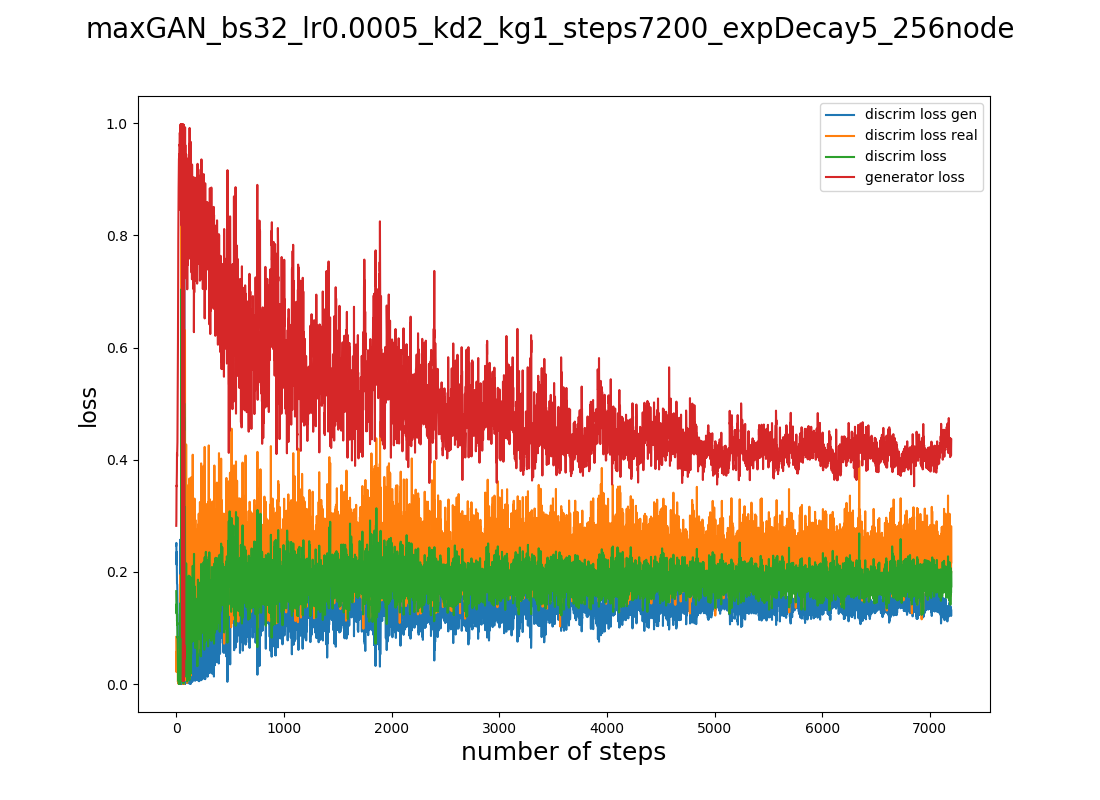 maxGAN_bs32_lr0.0005_kd2_kg1_steps7200_expDecay5_256node
discrim loss gen
discrim loss real
discrim loss
generator loss
1.0
0.8
0.6
0.4
0.2
0.0
loss
0 1000 2000 3000 4000 5000 6000 7000
number of steps